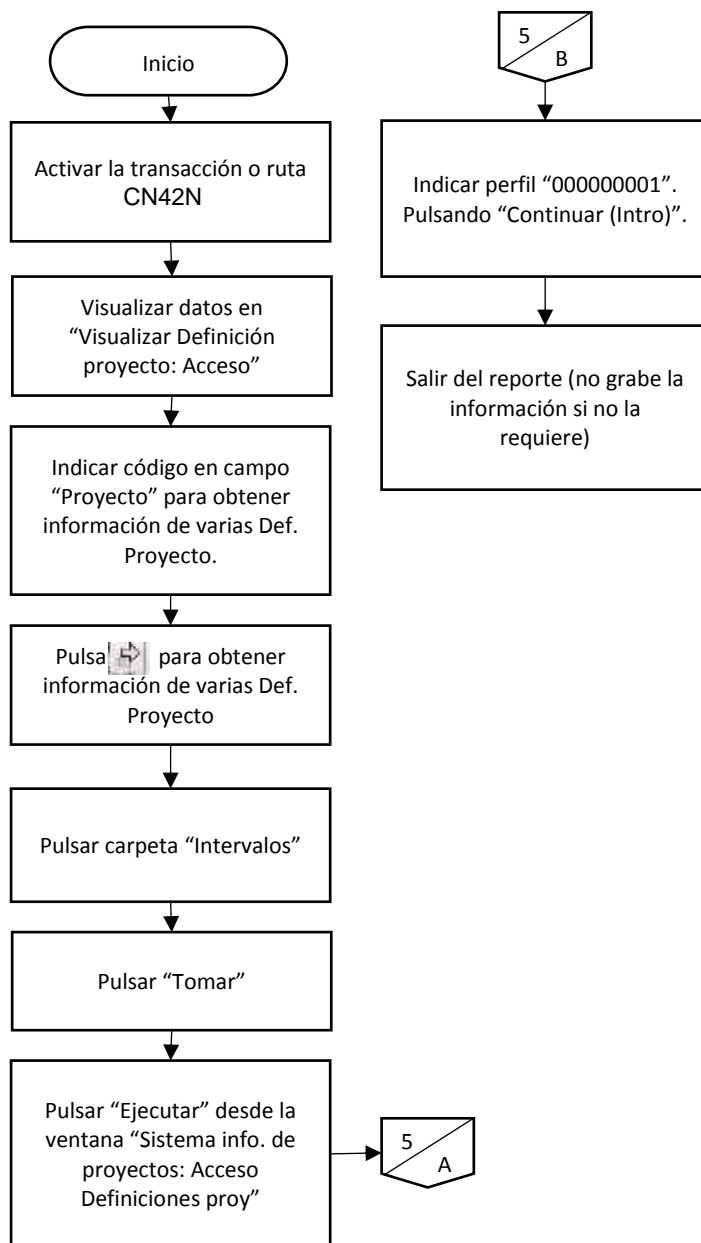 Inicio
Activar la transacción o ruta
CN42N
Visualizar datos en
“Visualizar Definición
proyecto: Acceso”
Indicar código en campo
“Proyecto” para obtener
información de varias Def.
Proyecto.
Pulsa para obtener
información de varias Def.
Proyecto
Pulsar carpeta “Intervalos”
Pulsar “Tomar”
Pulsar “Ejecutar” desde la
ventana “Sistema info. de
proyectos: Acceso
Definiciones proy”
5
A
5
B
Indicar perfil “000000001”.
Pulsando “Continuar (Intro)”.
Salir del reporte (no grabe la
información si no la
requiere)